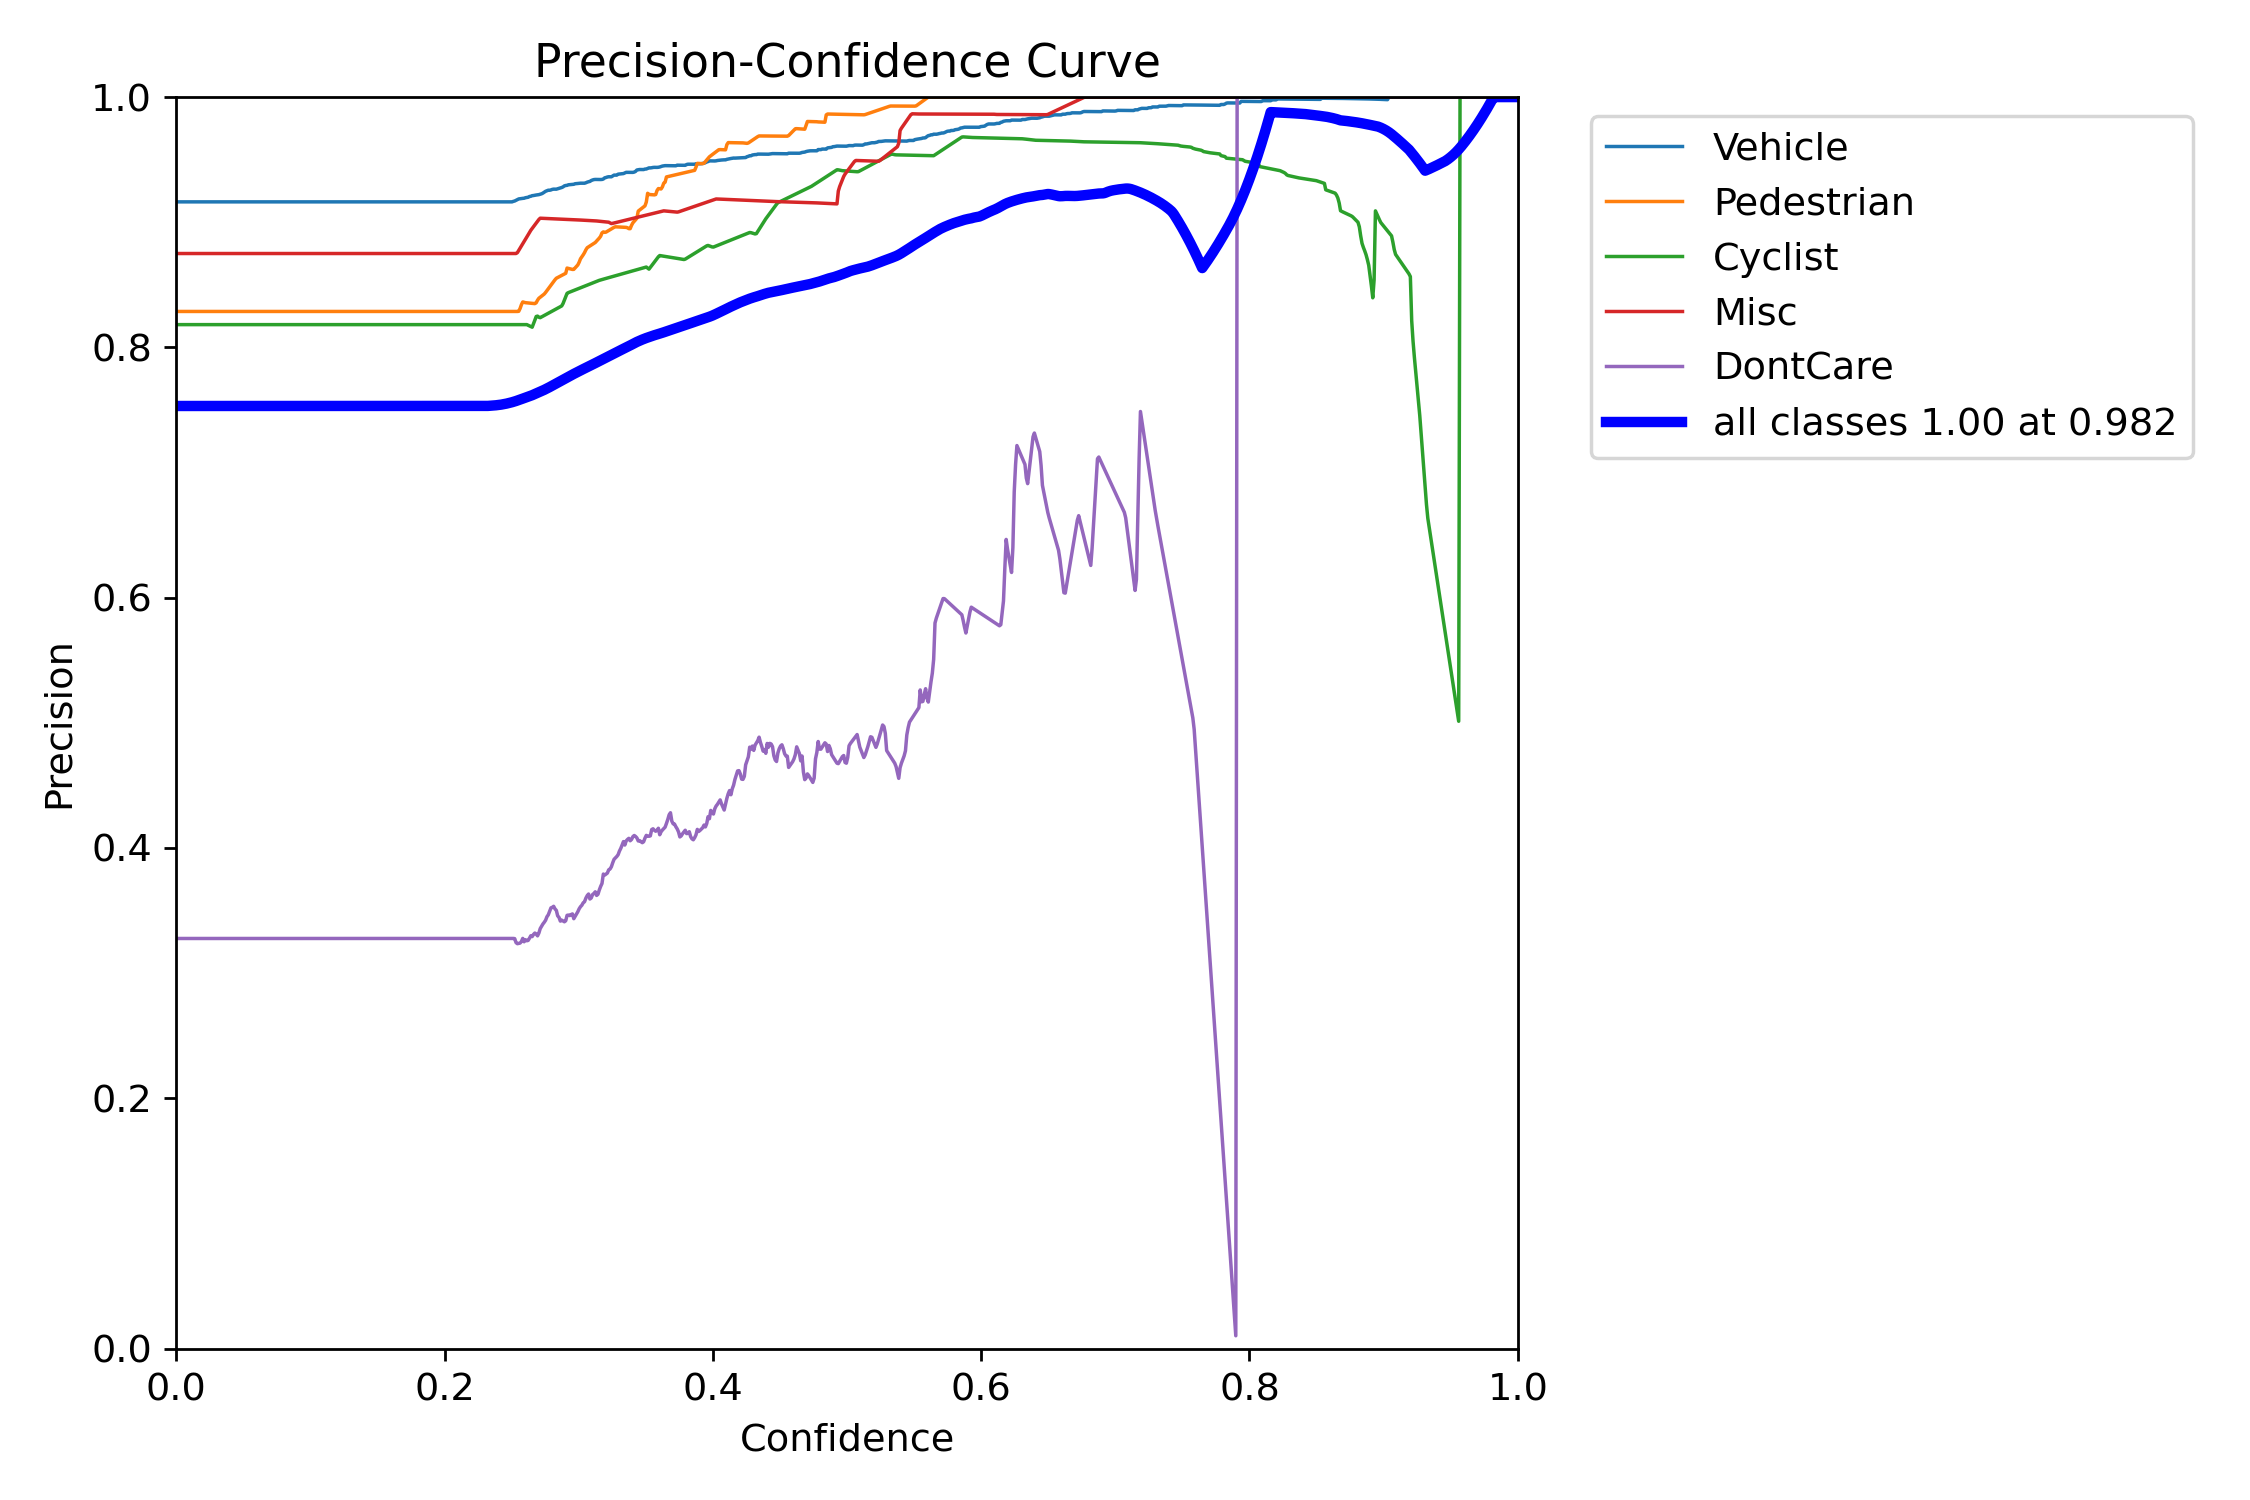 Precision-Confidence Curve
1.0
0.8
0.6
0.4
0.2
0.0
Precision
0.0 0.2 0.4 0.6 0.8 1.0
Confidence
Vehicle
Pedestrian
Cyclist
Misc
DontCare
all classes 1.00 at 0.982